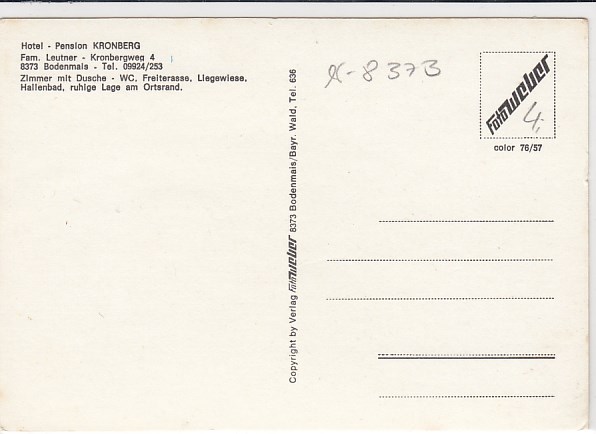 Hotel - Pension KRONBERG
Fam. Leutner - Kronbergweg 4
8373 Bodenmais - Tel. 09924/253
Zimmer mit Dusche - WC, Freiterasse, Liegewiese,
Hallenbad, ruhige Lage am Ortsrand.
Copyright by Verlag Foto Weber 8373 Bodenmais/Bayr. Wald, Tel. 636
-8373
Foto Weber
4,
color 76/57